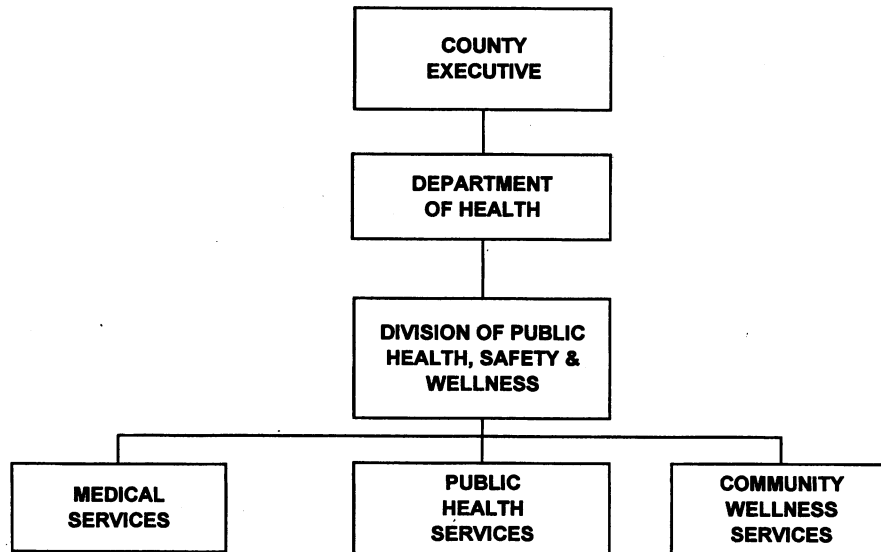 COUNTY
EXECUTIVE
DEPARTMENT
OF HEALTH
DIVISION OF PUBLIC
HEALTH, SAFETY &
WELLNESS
MEDICAL
SERVICES
PUBLIC
HEALTH
SERVICES
COMMUNITY
WELLNESS
SERVICES